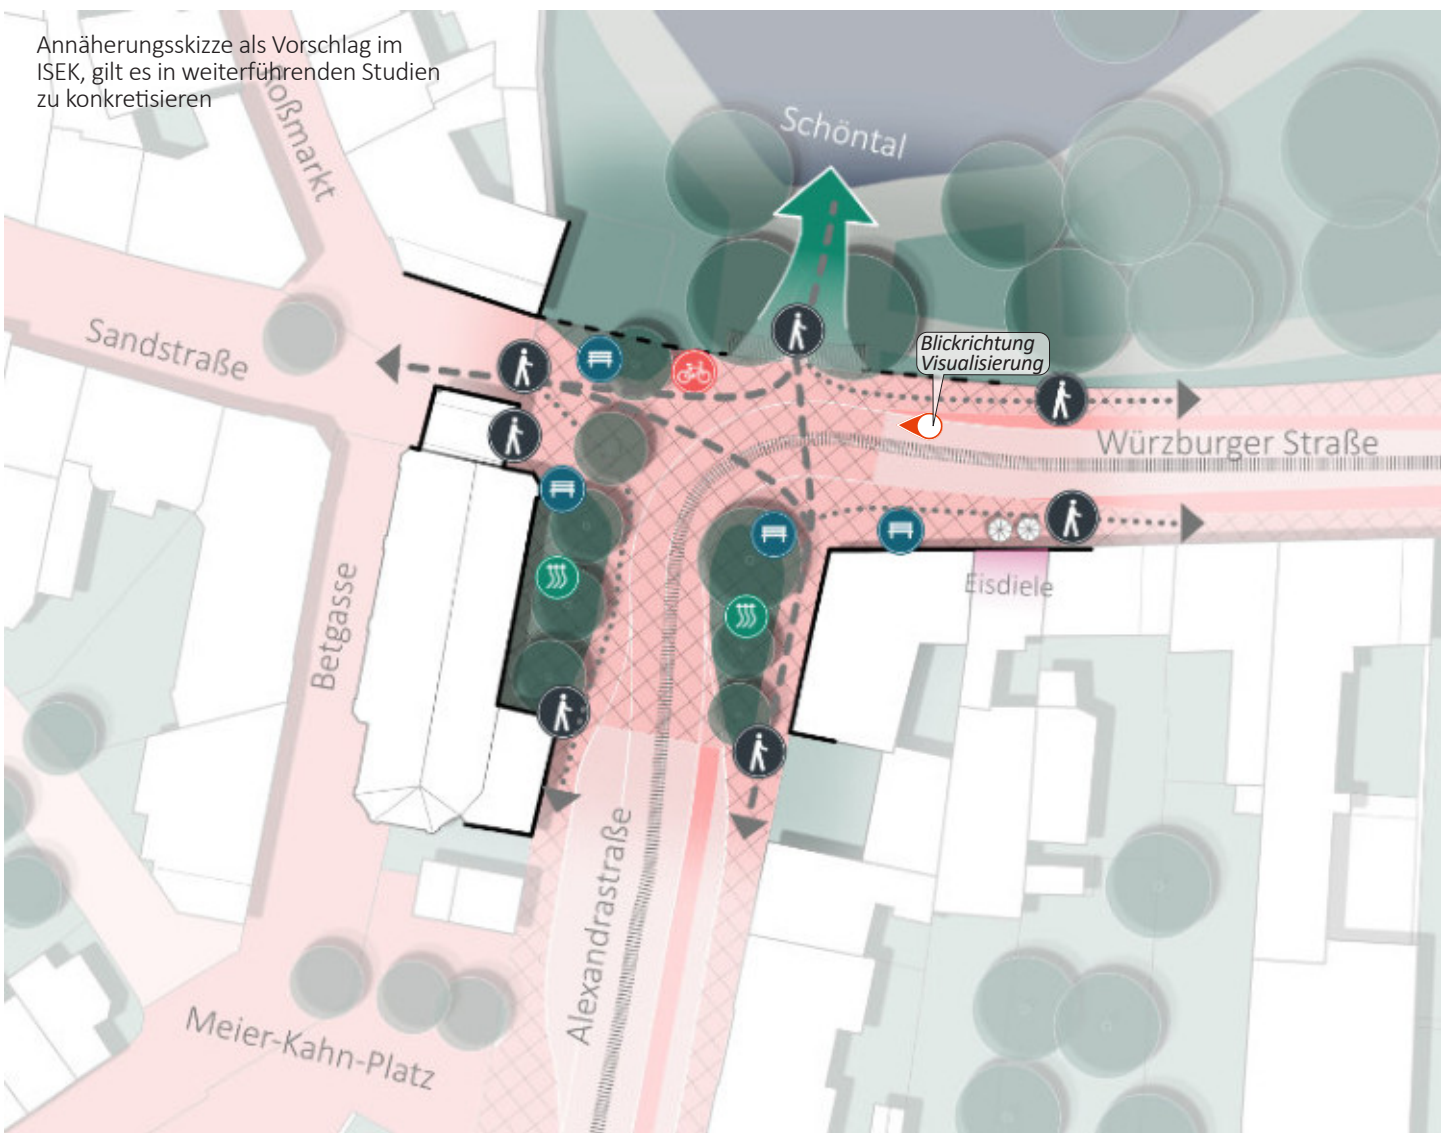 Annäherungsskizze als Vorschlag im
ISEK, gilt es in weiterführenden Studien
zu konkretisieren
Roßmarkt
Schöntal
Sandstraße
Blickrichtung
Visualisierung
Würzburger Straße
Eisdiele
Betgasse
Alexandrastraße
Meier-Kahn-Platz